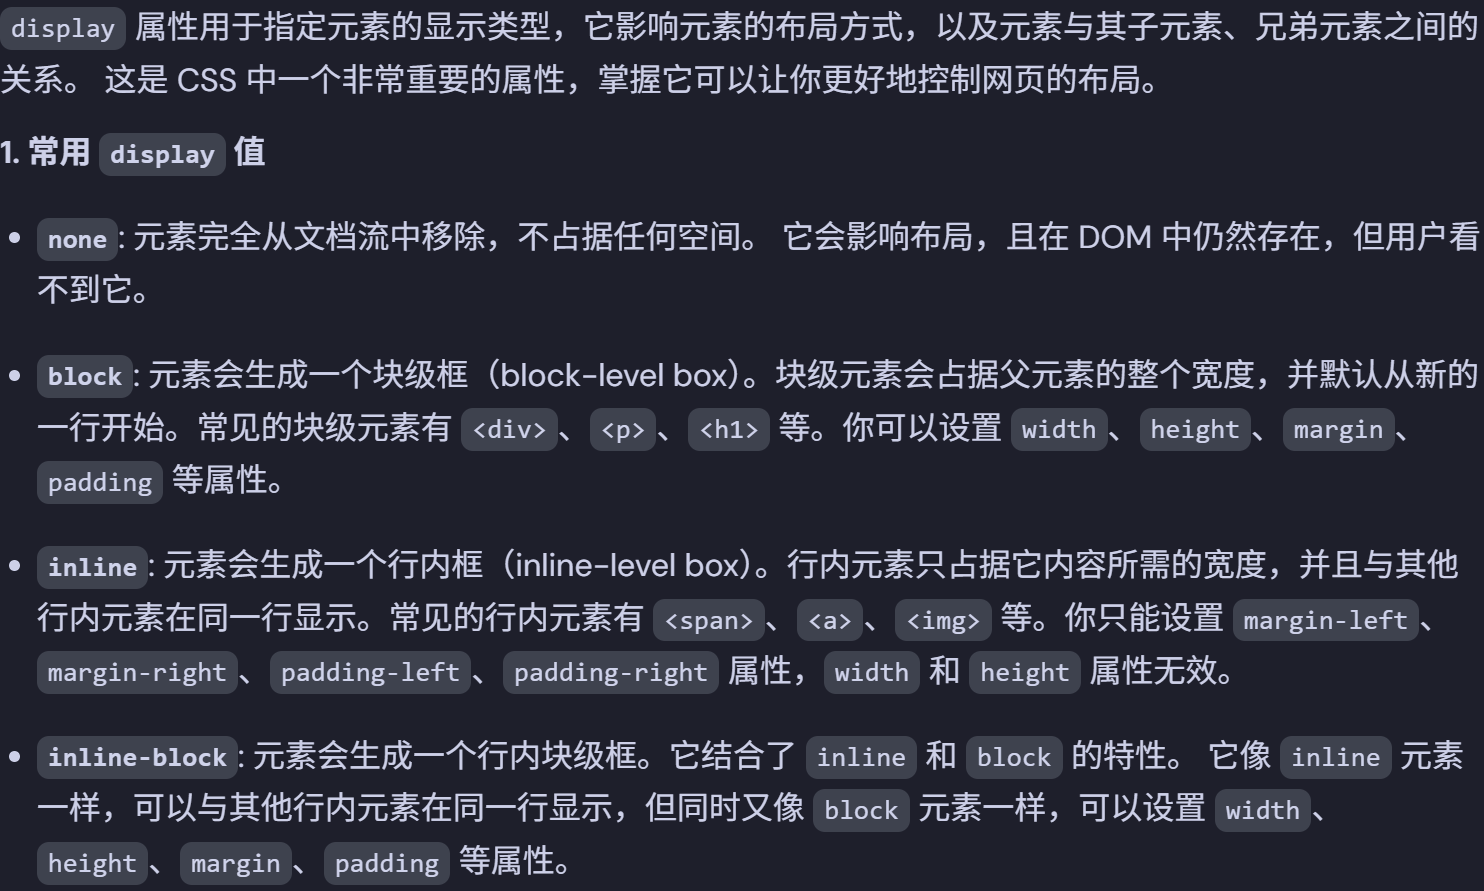 display 属性用于指定元素的显示类型，它影响元素的布局方式，以及元素与其子元素、兄弟元素之间的
关系。 这是 CSS 中一个非常重要的属性，掌握它可以让你更好地控制网页的布局。
1. 常用 display 值
• none: 元素完全从文档流中移除，不占据任何空间。 它会影响布局，且在 DOM 中仍然存在，但用户看
不到它。
• block: 元素会生成一个块级框（block-level box）。块级元素会占据父元素的整个宽度，并默认从新的
一行开始。常见的块级元素有 <div>、<p>、<h1> 等。你可以设置 width、height、margin、
padding 等属性。
• inline: 元素会生成一个行内框（inline-level box）。行内元素只占据它内容所需的宽度，并且与其他
行内元素在同一行显示。常见的行内元素有 <span>、<a>、<img> 等。你只能设置 margin-left、
margin-right、padding-left、padding-right 属性，width 和 height 属性无效。
• inline-block: 元素会生成一个行内块级框。它结合了 inline 和 block 的特性。 它像 inline 元素
一样，可以与其他行内元素在同一行显示，但同时又像 block 元素一样，可以设置 width、
height、margin、padding 等属性。